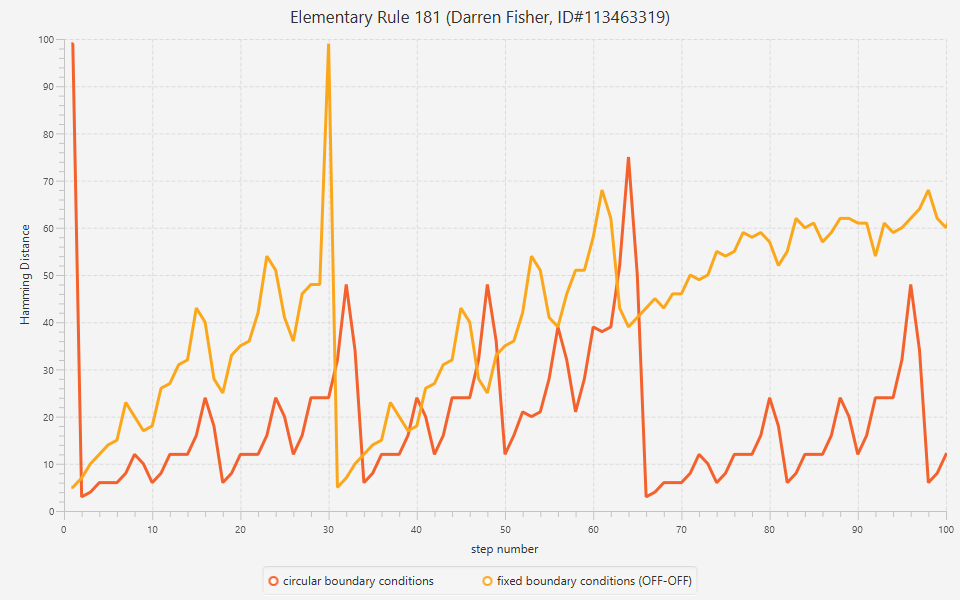 Elementary Rule 181 (Darren Fisher, ID#113463319)
100
90
80
70
60
50
40
30
20
10
0
Hamming Distance
0 10 20 30 40 50 60 70 80 90 100
step number
circular boundary conditions fixed boundary conditions (OFF-OFF)